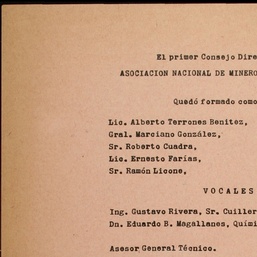 El primer Consejo Dire
ASOCIACION NACIONAL DE MINERO
Quedó formado como
Lic. Alberto Terrones Benitez,
Gral. Marciano González,
Sr. Roberto Cuadra,
Lic. Ernesto Farias,
Sr. Ramón Licone,
VOCALES
Ing. Gustavo Rivera, Sr. Cuiller
Dn. Eduardo B. Magallanes, Quimi
Asesor General Técnico.